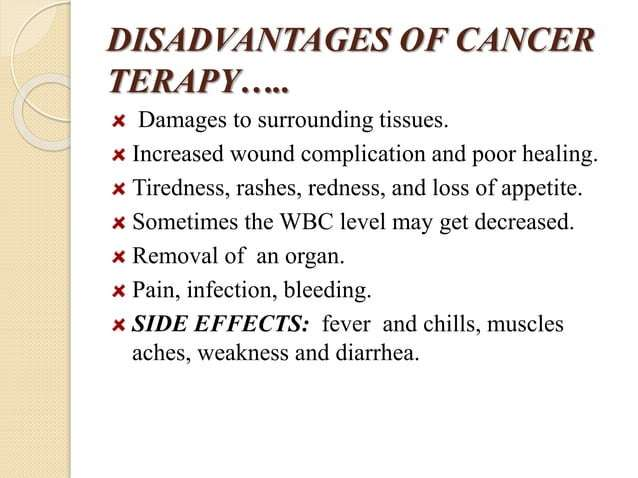 DISADVANTAGES OF CANCER
TERAPY…..
Damages to surrounding tissues.
Increased wound complication and poor healing.
Tiredness, rashes, redness, and loss of appetite.
Sometimes the WBC level may get decreased.
Removal of an organ.
Pain, infection, bleeding.
SIDE EFFECTS: fever and chills, muscles
aches, weakness and diarrhea.